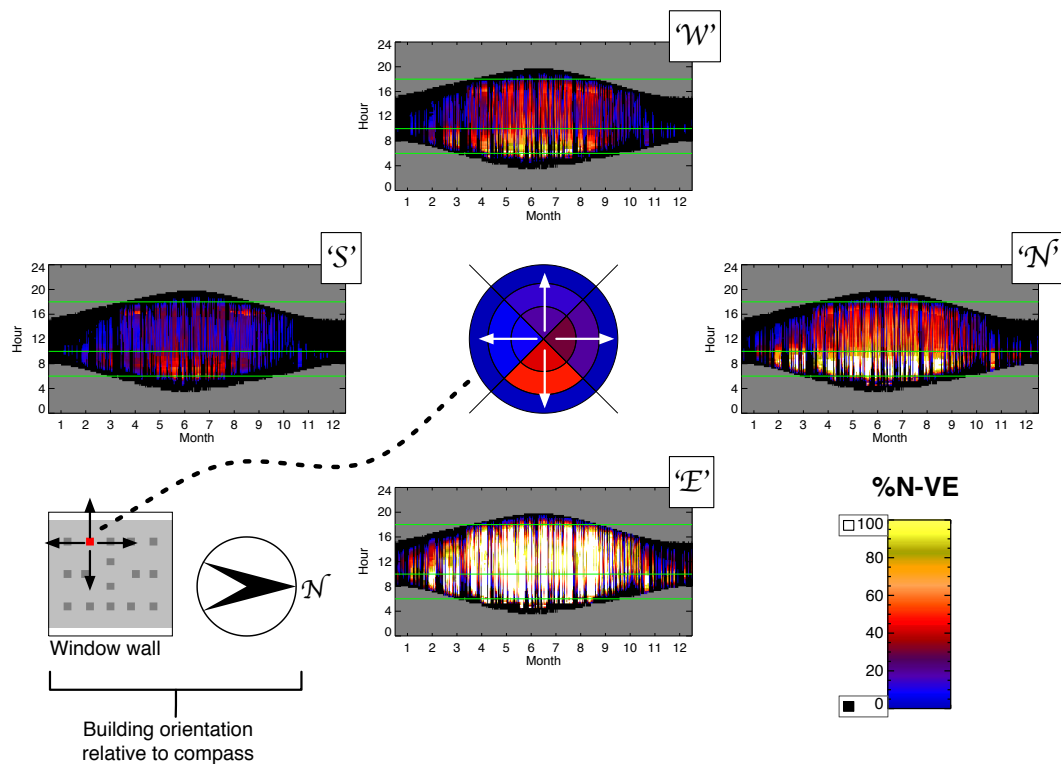 ‘W’
24
20
16
12
8
4
0
Hour
1 2 3 4 5 6 7 8 9 10 11 12
Month
‘S’
24
20
16
12
8
4
0
Hour
1 2 3 4 5 6 7 8 9 10 11 12
Month
‘N’
24
20
16
12
8
4
0
Hour
1 2 3 4 5 6 7 8 9 10 11 12
Month
‘E’
24
20
16
12
8
4
0
Hour
1 2 3 4 5 6 7 8 9 10 11 12
Month
%N-VE
100
80
60
40
20
0
N
Window wall
Building orientation
relative to compass